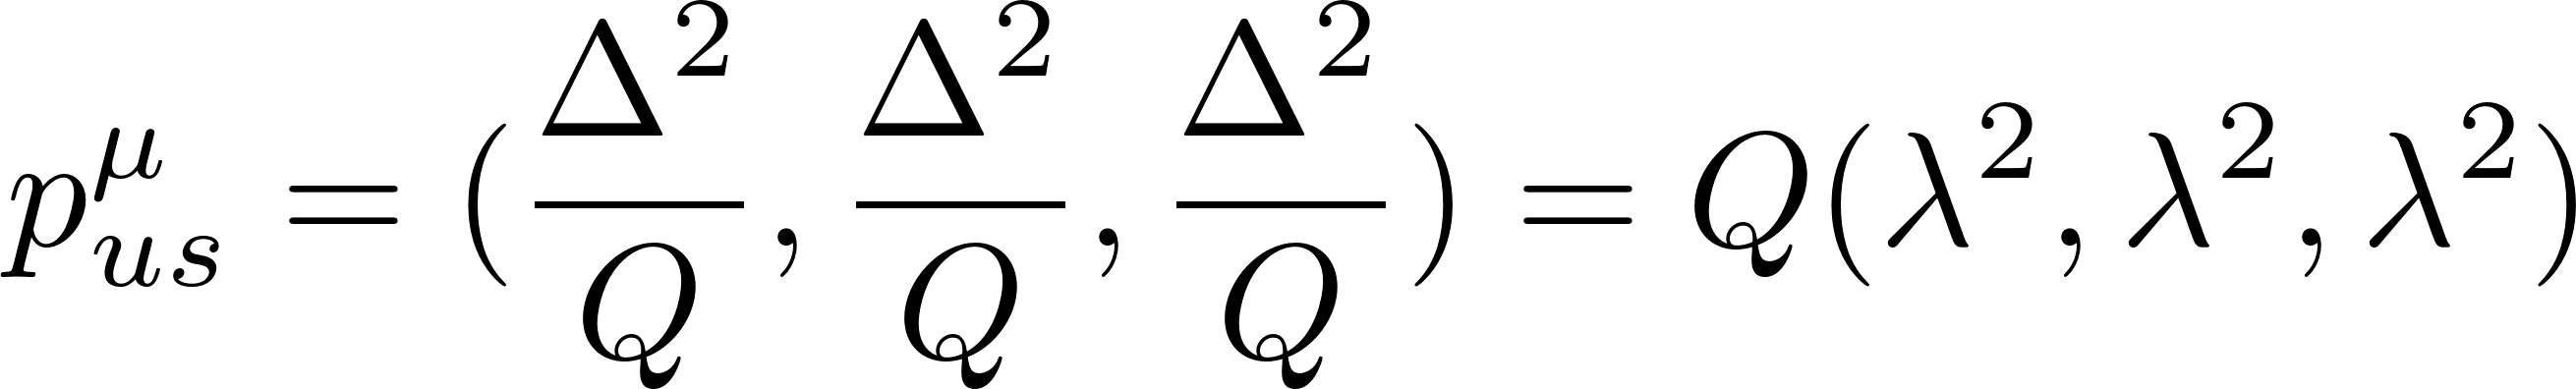 $p_{us}^{\mu} = (\frac{\Delta^2}{Q}, \frac{\Delta^2}{Q}, \frac{\Delta^2}{Q}) = Q(\lambda^2, \lambda^2, \lambda^2)$